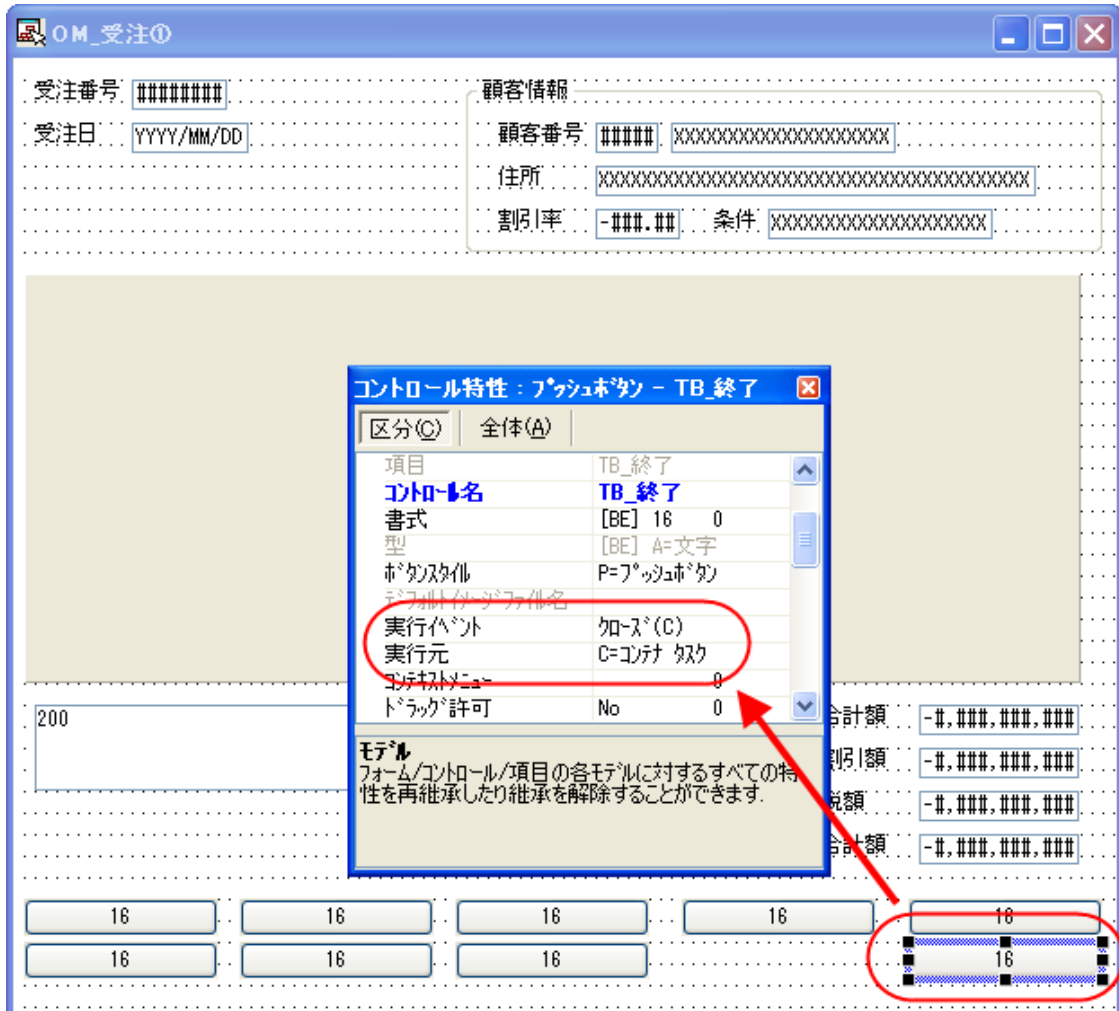 OM_受注①
受注番号 ########
受注日 YYYY/MM/DD
顧客情報
顧客番号 ##### XXXXXXXXXXXXXXXXXXXX
住所 XXXXXXXXXXXXXXXXXXXXXXXXXXXXXXXXXXXXXXXX
割引率 -###.## 条件 XXXXXXXXXXXXXXXXXXXX
コントロール特性：プッシュボタン - TB_終了
区分(C) 全体(A)
項目 TB_終了
コントロール名 TB_終了
書式 [BE] 16 0
型 [BE] A=文字
ボタンスタイル P=プッシュボタン
デフォルトイメージファイル名
実行イベント クローズ(C)
実行元 C=コンテナ タスク
コンテキストメニュー 0
ドラッグ許可 No 0
モデル
フォーム/コントロール/項目の各モデルに対するすべての特
性を再継承したり継承を解除することができます.
200
合計額 -#,###,###,###
割引額 -#,###,###,###
税額 -#,###,###,###
合計額 -#,###,###,###
16 16 16 16 16
16 16 16 16